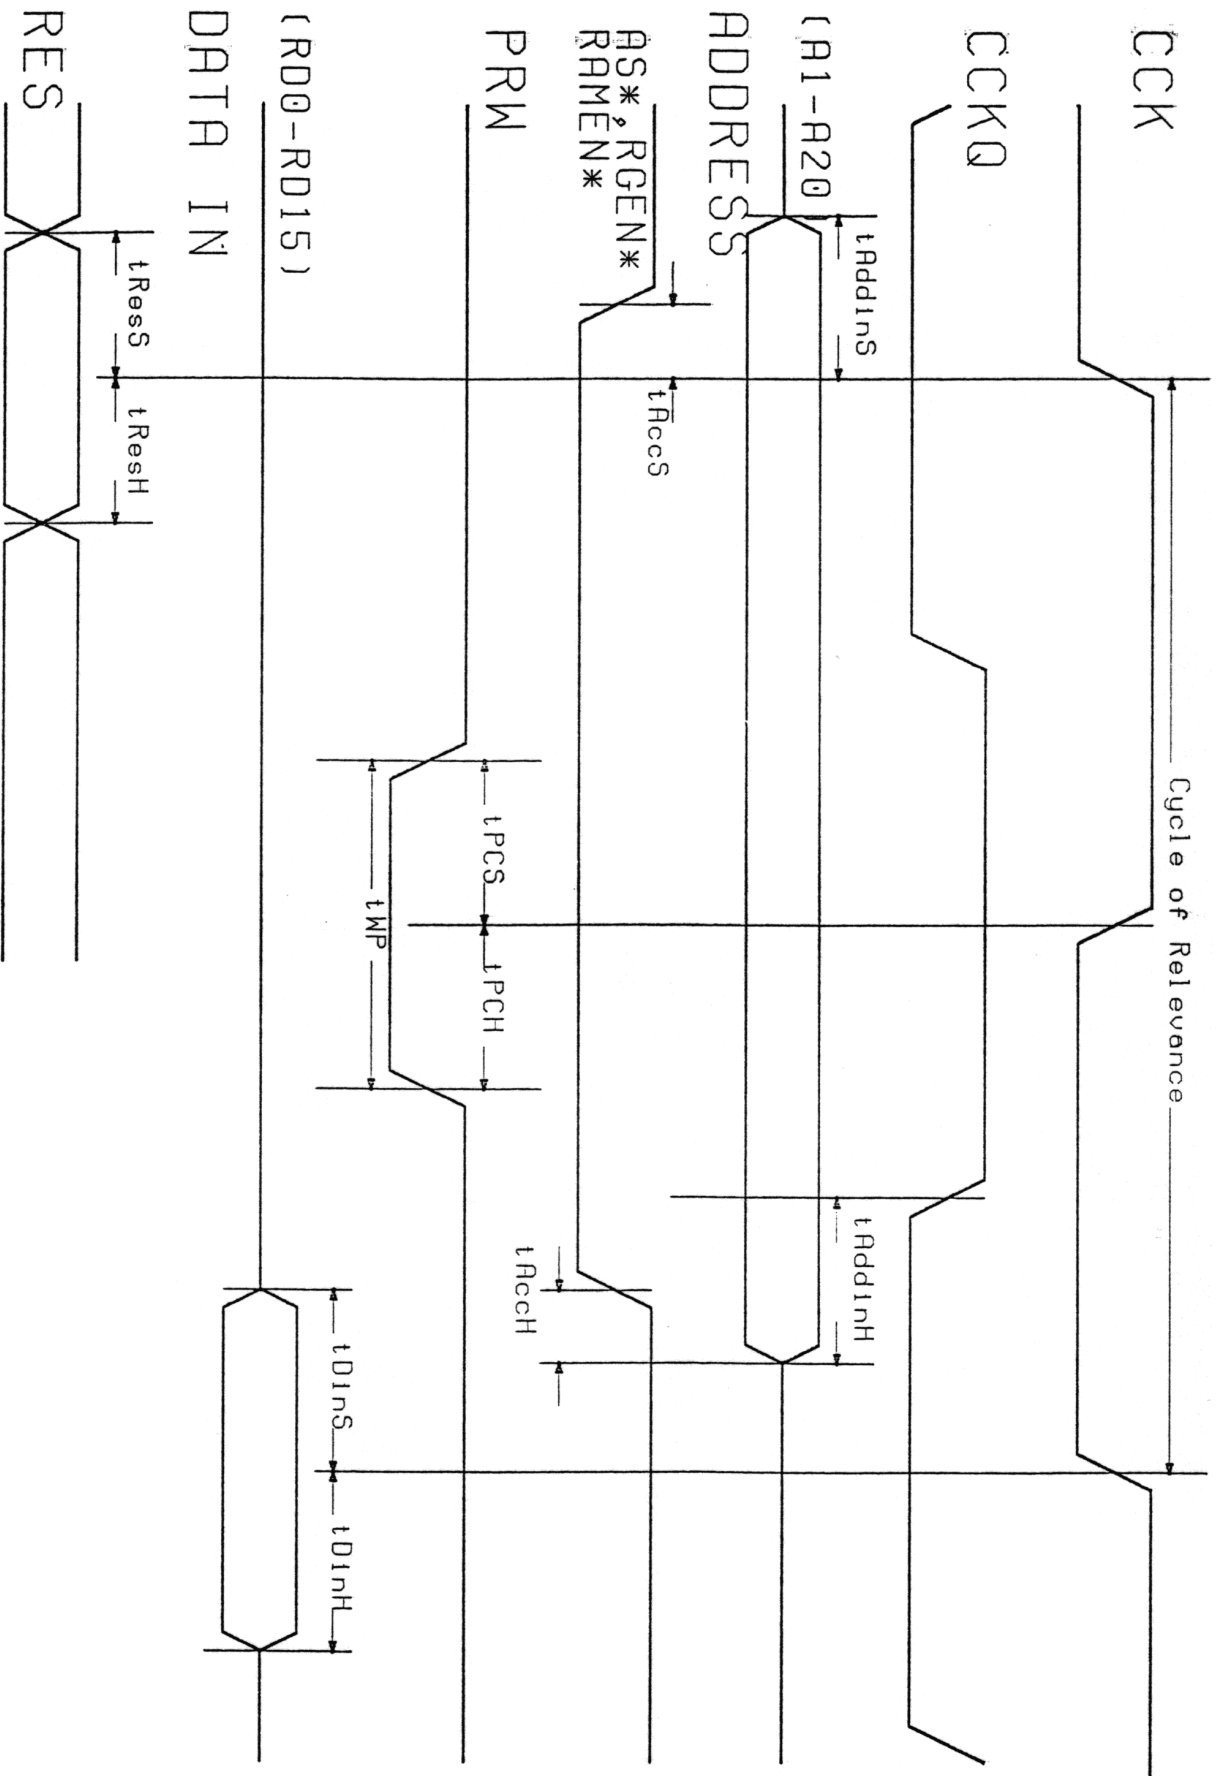 CCK
Cycle of Relevance
CCKQ
(A1-A20)
ADDRESS
tAddinS
tAddinH
AS*,RGEN*
RAMEN*
tAccS
tAccH
PRW
tPCS
tPCH
tWP
(RD0-RD15)
DATA IN
tDinS
tDinH
RES
tResS
tResH